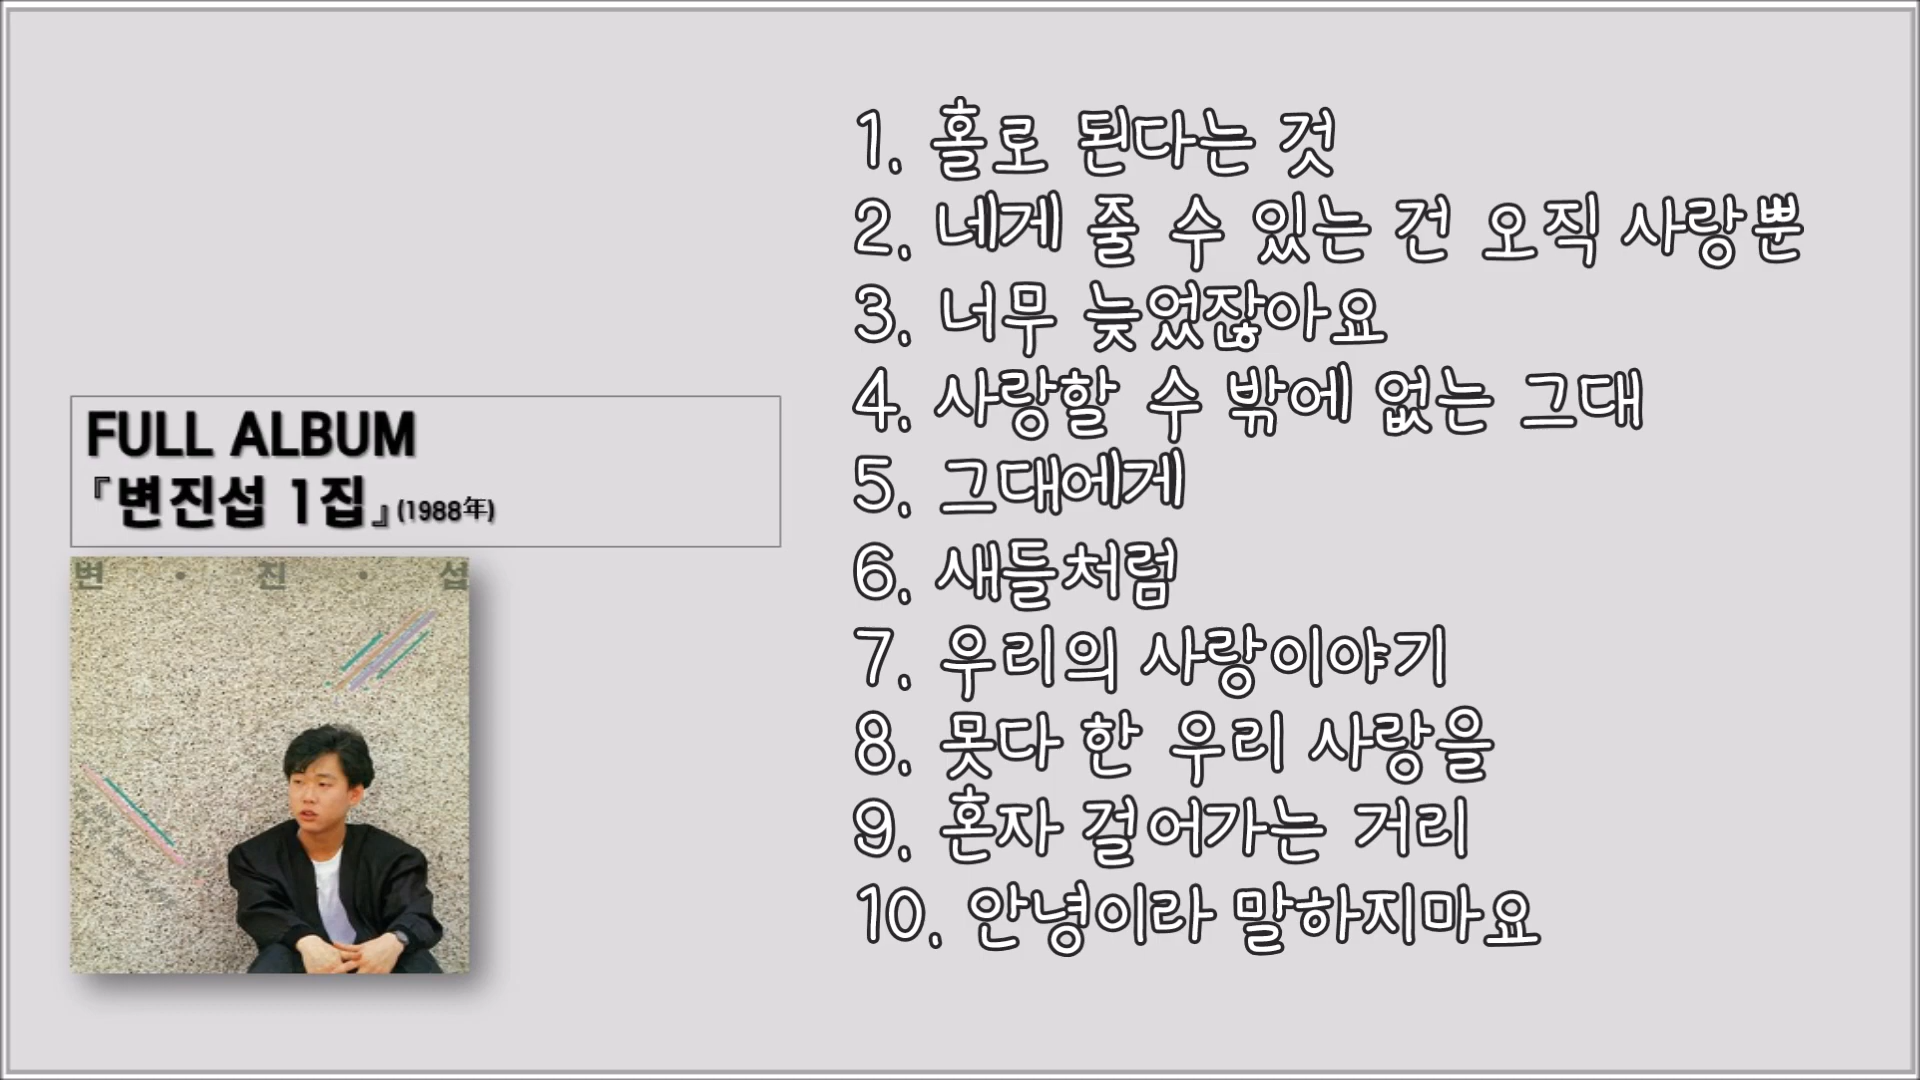 FULL ALBUM
『변진섭 1집』(1988年)
변 · 진 · 섭
1. 홀로 된다는 것
2. 네게 줄 수 있는 건 오직 사랑뿐
3. 너무 늦었잖아요
4. 사랑할 수 밖에 없는 그대
5. 그대에게
6. 새들처럼
7. 우리의 사랑이야기
8. 못다 한 우리 사랑을
9. 혼자 걸어가는 거리
10. 안녕이라 말하지마요